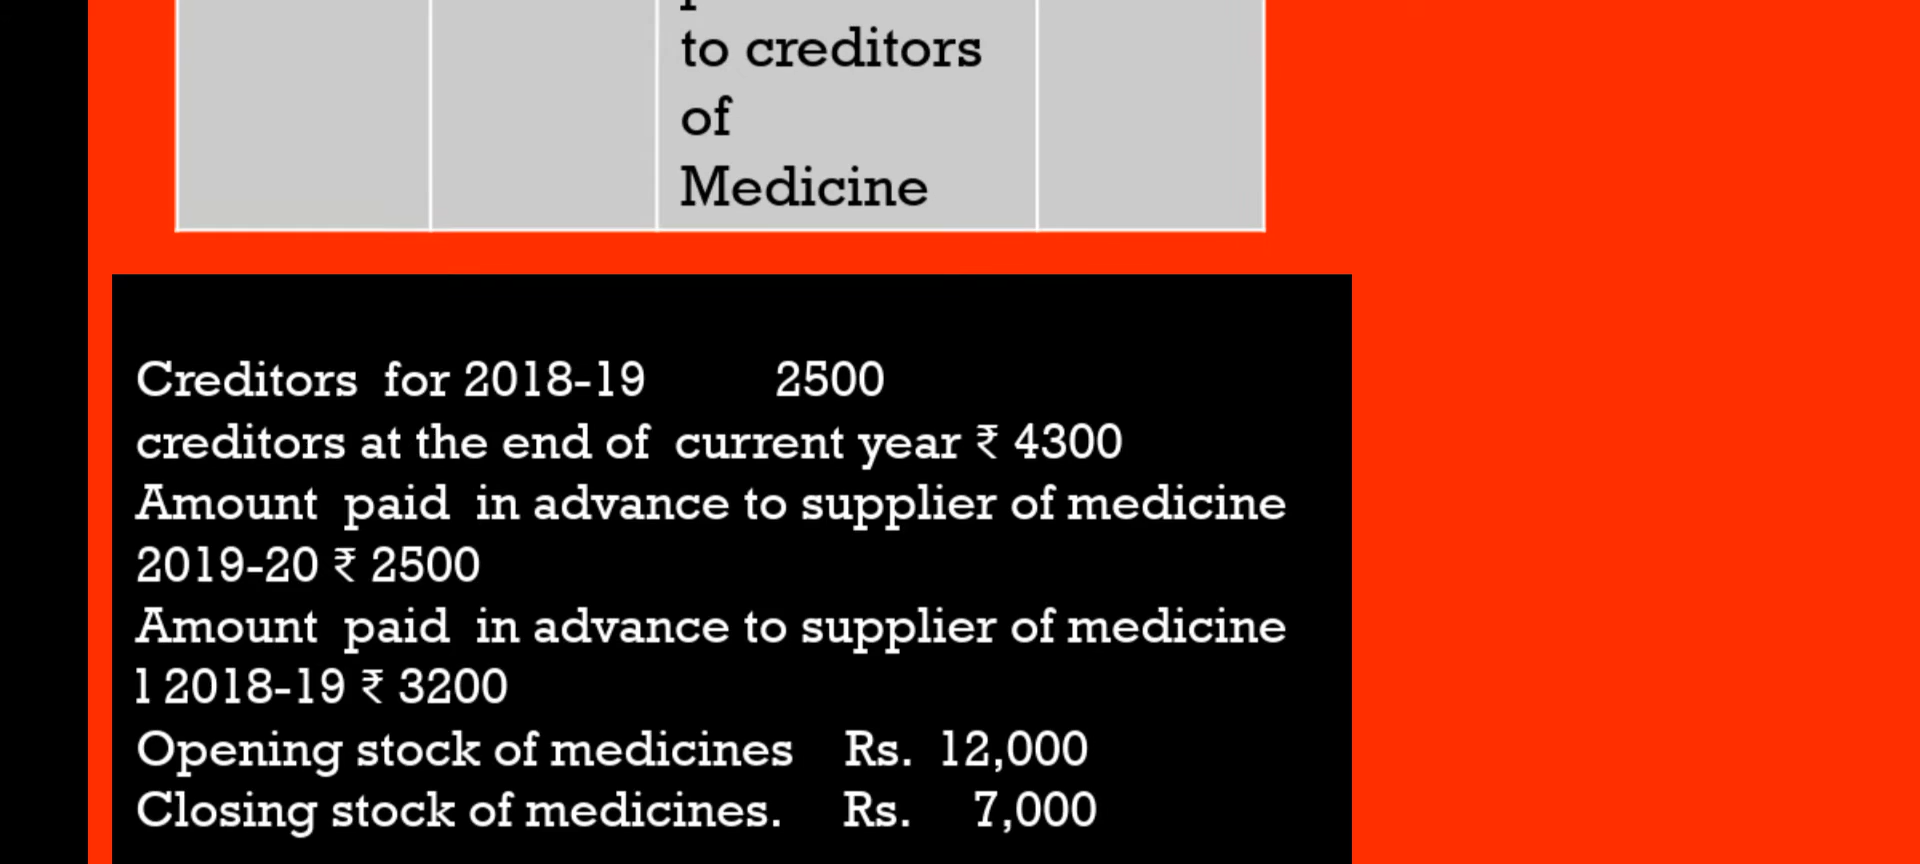 to creditors
of
Medicine
Creditors for 2018-19 2500
creditors at the end of current year ₹ 4300
Amount paid in advance to supplier of medicine
2019-20 ₹ 2500
Amount paid in advance to supplier of medicine
l 2018-19 ₹ 3200
Opening stock of medicines Rs. 12,000
Closing stock of medicines. Rs. 7,000